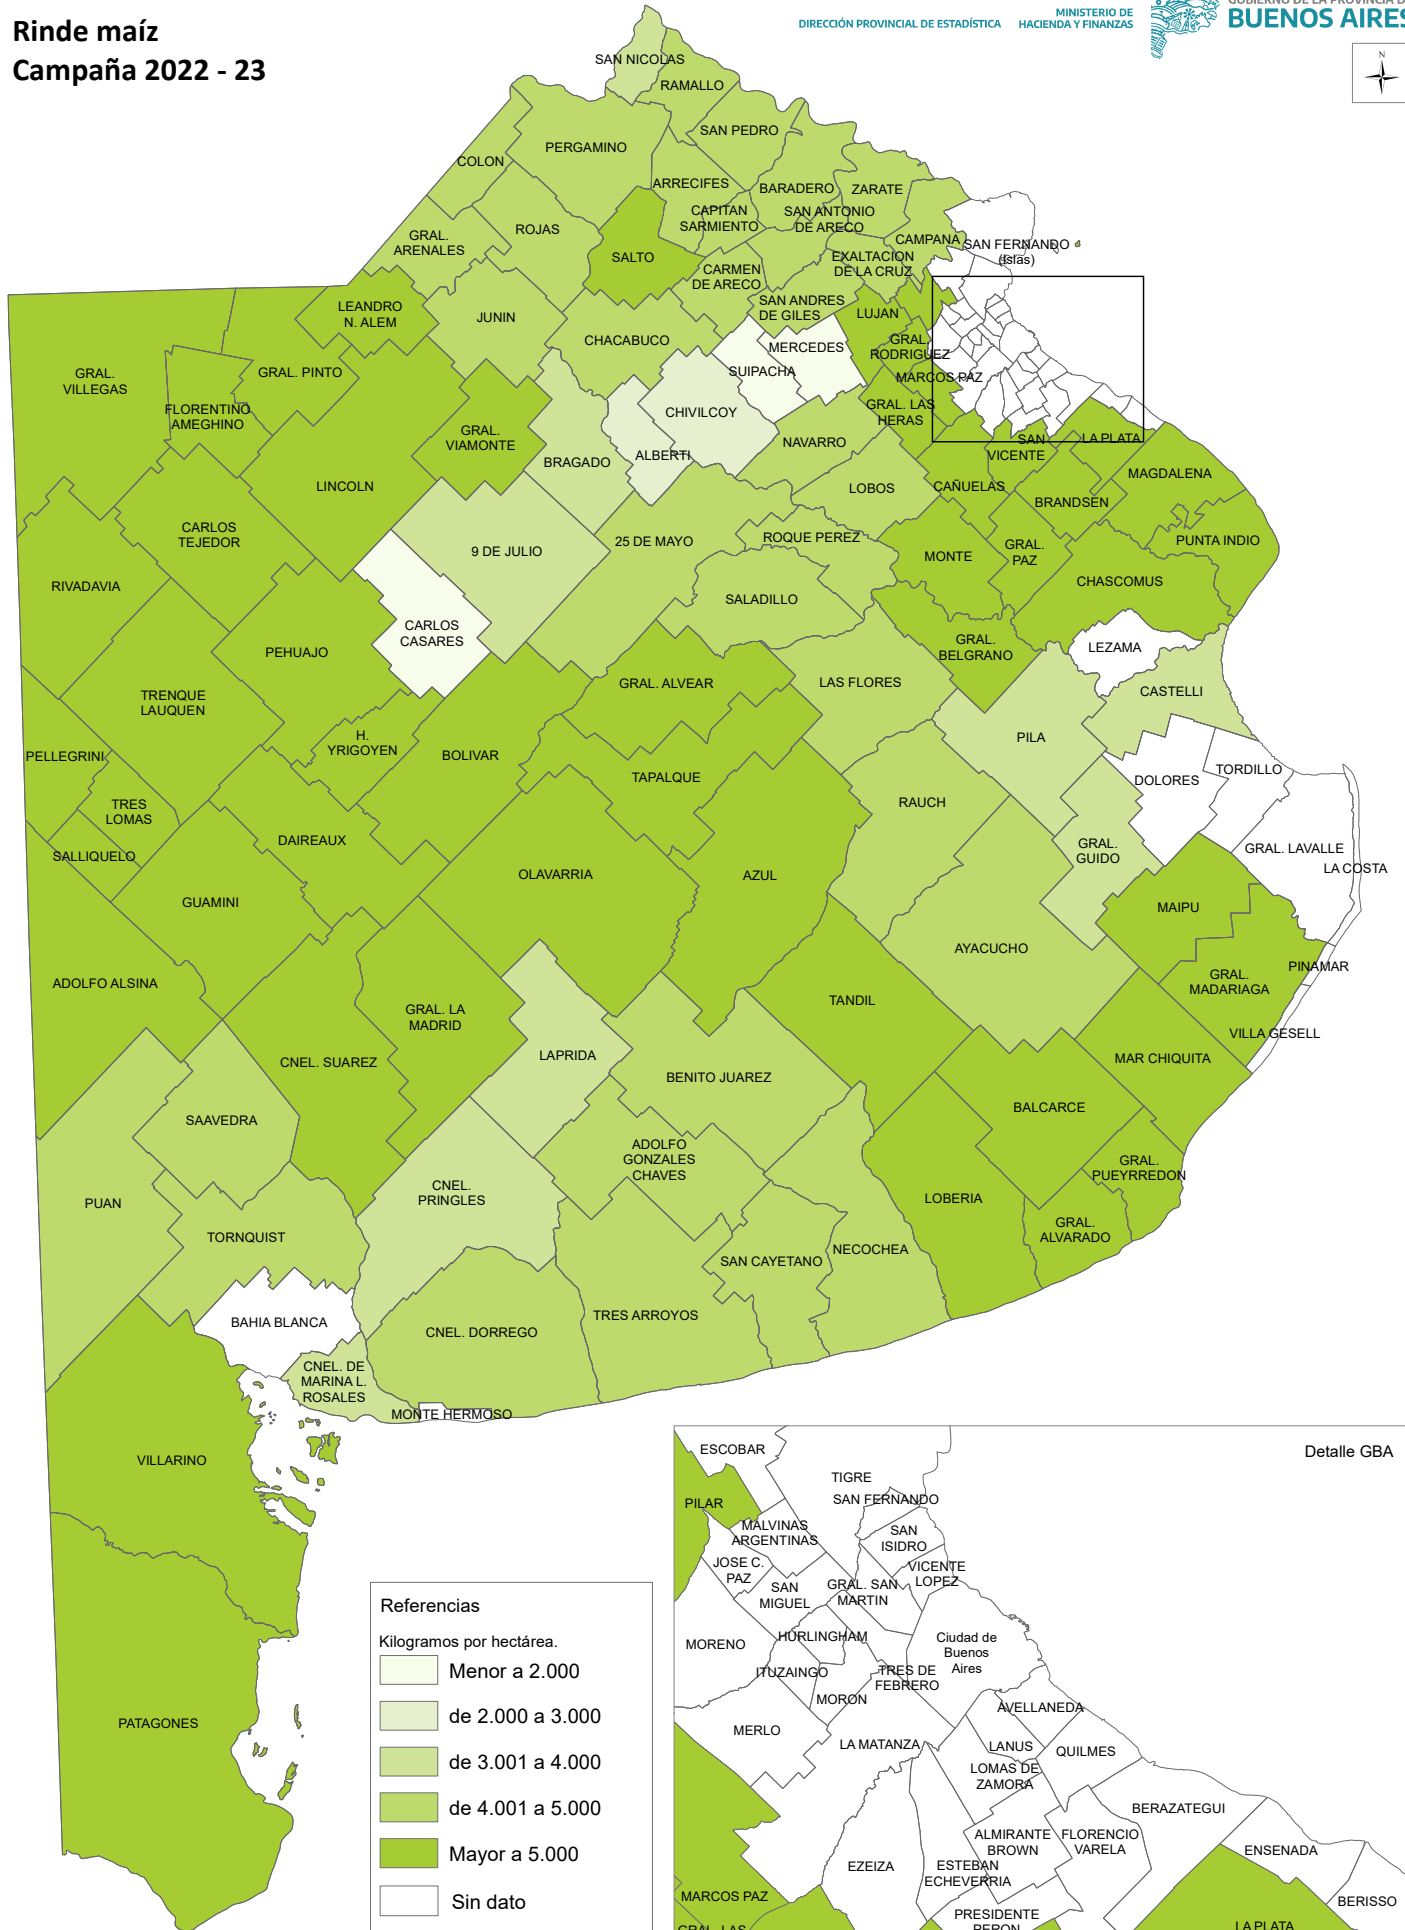 Rinde maíz
Campaña 2022 - 23
DIRECCIÓN PROVINCIAL DE ESTADÍSTICA
MINISTERIO DE
HACIENDA Y FINANZAS
GOBIERNO DE LA PROVINCIA DE
BUENOS AIRES
N
SAN NICOLAS
RAMALLO
SAN PEDRO
PERGAMINO
COLON
ARRECIFES
BARADERO
ZARATE
CAPITAN
SARMIENTO
SAN ANTONIO
DE ARECO
ROJAS
GRAL.
ARENALES
SALTO
CAMPANA
SAN FERNANDO
(Islas)
EXALTACION
DE LA CRUZ
CARMEN
DE ARECO
SAN ANDRES
DE GILES
LEANDRO
N. ALEM
JUNIN
LUJAN
CHACABUCO
MERCEDES
GRAL.
RODRIGUEZ
SUIPACHA
MARCOS PAZ
GRAL.
VILLEGAS
GRAL. PINTO
FLORENTINO
AMEGHINO
CHIVILCOY
GRAL. LAS
HERAS
GRAL.
VIAMONTE
NAVARRO
SAN
VICENTE
LA PLATA
ALBERTI
BRAGADO
MAGDALENA
LINCOLN
LOBOS
CAÑUELAS
BRANDSEN
CARLOS
TEJEDOR
9 DE JULIO
25 DE MAYO
ROQUE PEREZ
PUNTA INDIO
MONTE
GRAL.
PAZ
RIVADAVIA
CHASCOMUS
SALADILLO
CARLOS
CASARES
PEHUAJO
GRAL.
BELGRANO
LEZAMA
TRENQUE
LAUQUEN
GRAL. ALVEAR
LAS FLORES
CASTELLI
H.
YRIGOYEN
PILA
PELLEGRINI
BOLIVAR
TAPALQUE
DOLORES
TORDILLO
TRES
LOMAS
RAUCH
DAIREAUX
SALLIQUELO
GRAL.
GUIDO
GRAL. LAVALLE
LA COSTA
OLAVARRIA
AZUL
GUAMINI
MAIPU
AYACUCHO
ADOLFO ALSINA
PINAMAR
GRAL.
MADARIAGA
TANDIL
GRAL. LA
MADRID
VILLA GESELL
LAPRIDA
CNEL. SUAREZ
MAR CHIQUITA
BENITO JUAREZ
BALCARCE
SAAVEDRA
ADOLFO
GONZALES
CHAVES
GRAL.
PUEYRREDON
CNEL.
PRINGLES
PUAN
LOBERIA
GRAL.
ALVARADO
TORNQUIST
NECOCHEA
SAN CAYETANO
BAHIA BLANCA
TRES ARROYOS
CNEL. DORREGO
CNEL. DE
MARINA L.
ROSALES
MONTE HERMOSO
VILLARINO
PATAGONES
Referencias
Kilogramos por hectárea.
Menor a 2.000
de 2.000 a 3.000
de 3.001 a 4.000
de 4.001 a 5.000
Mayor a 5.000
Sin dato
Detalle GBA
ESCOBAR
TIGRE
PILAR
SAN FERNANDO
MALVINAS
ARGENTINAS
SAN
ISIDRO
JOSE C.
PAZ
VICENTE
LOPEZ
SAN
MIGUEL
GRAL. SAN
MARTIN
MORENO
HURLINGHAM
Ciudad de
Buenos
Aires
ITUZAINGO
TRES DE
FEBRERO
MORON
AVELLANEDA
MERLO
LA MATANZA
LANUS
QUILMES
LOMAS DE
ZAMORA
BERAZATEGUI
ALMIRANTE
BROWN
FLORENCIO
VARELA
ENSENADA
EZEIZA
ESTEBAN
ECHEVERRIA
MARCOS PAZ
BERISSO
PRESIDENTE
PERON
LA PLATA
GRAL. LAS